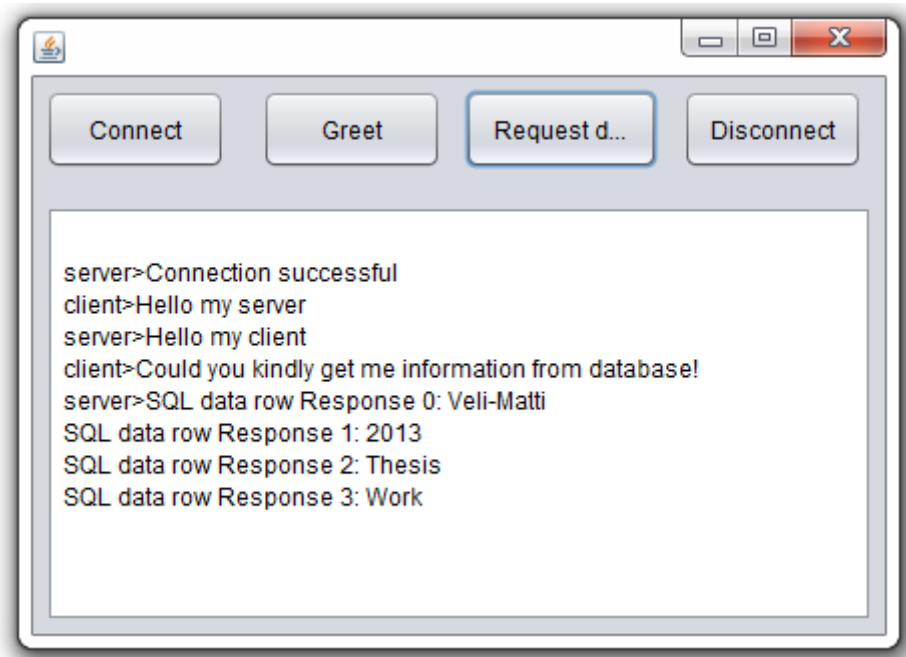 Connect Greet Request d... Disconnect
server>Connection successful
client>Hello my server
server>Hello my client
client>Could you kindly get me information from database!
server>SQL data row Response 0: Veli-Matti
SQL data row Response 1: 2013
SQL data row Response 2: Thesis
SQL data row Response 3: Work